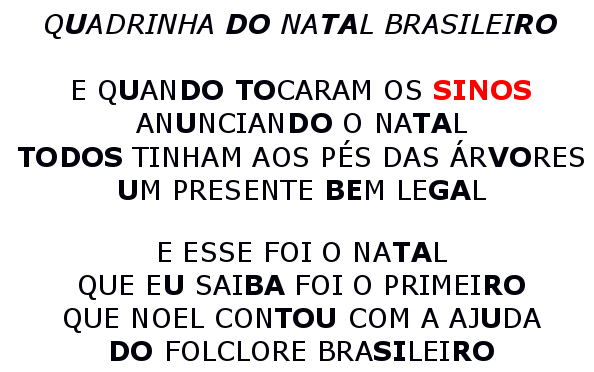 QUADRINHA DO NATAL BRASILEIRO
E QUANDO TOCARAM OS SINOS
ANUNCIANDO O NATAL
TODOS TINHAM AOS PÉS DAS ÁRVORES
UM PRESENTE BEM LEGAL
E ESSE FOI O NATAL
QUE EU SAIBA FOI O PRIMEIRO
QUE NOEL CONTOU COM A AJUDA
DO FOLCLORE BRASILEIRO